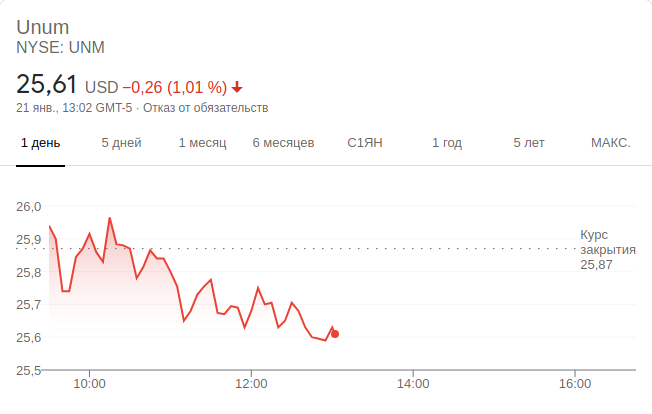 Unum
NYSE: UNM
25,61 USD −0,26 (1,01 %)
21 янв., 13:02 GMT-5 · Отказ от обязательств
1 день 5 дней 1 месяц 6 месяцев С1ЯН 1 год 5 лет МАКС.
26,0
25,9
25,8
25,7
25,6
25,5
Курс
закрытия
25,87
10:00 12:00 14:00 16:00